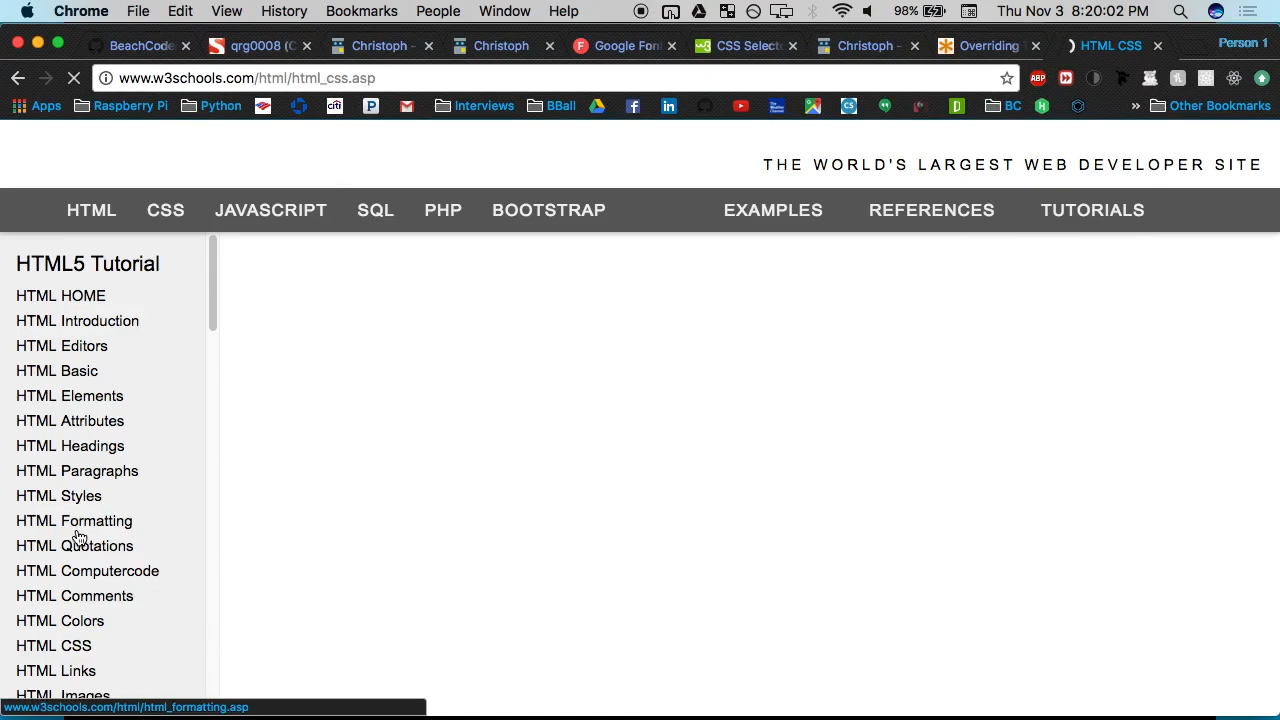 Chrome File Edit View History Bookmarks People Window Help 98% Thu Nov 3 8:20:02 PM
BeachCode qrg0008 (C Christoph - Christoph Google Fon CSS Select Christoph - Overriding HTML CSS Person 1
www.w3schools.com/html/html_css.asp ABP
Apps Raspberry Pi Python citi P Interviews BBall f in CS BC H » Other Bookmarks
THE WORLD'S LARGEST WEB DEVELOPER SITE
HTML CSS JAVASCRIPT SQL PHP BOOTSTRAP EXAMPLES REFERENCES TUTORIALS
HTML5 Tutorial
HTML HOME
HTML Introduction
HTML Editors
HTML Basic
HTML Elements
HTML Attributes
HTML Headings
HTML Paragraphs
HTML Styles
HTML Formatting
HTML Quotations
HTML Computercode
HTML Comments
HTML Colors
HTML CSS
HTML Links
HTML Images
www.w3schools.com/html/html_formatting.asp